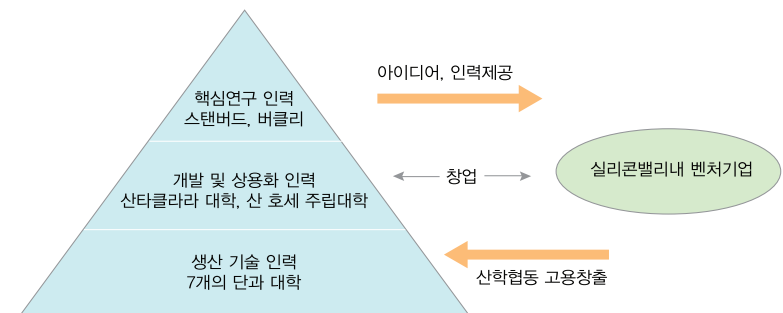 핵심연구 인력
스탠버드, 버클리
개발 및 상용화 인력
산타클라라 대학, 산 호세 주립대학
생산 기술 인력
7개의 단과 대학
아이디어, 인력제공
창업
산학협동 고용창출
실리콘밸리내 벤처기업